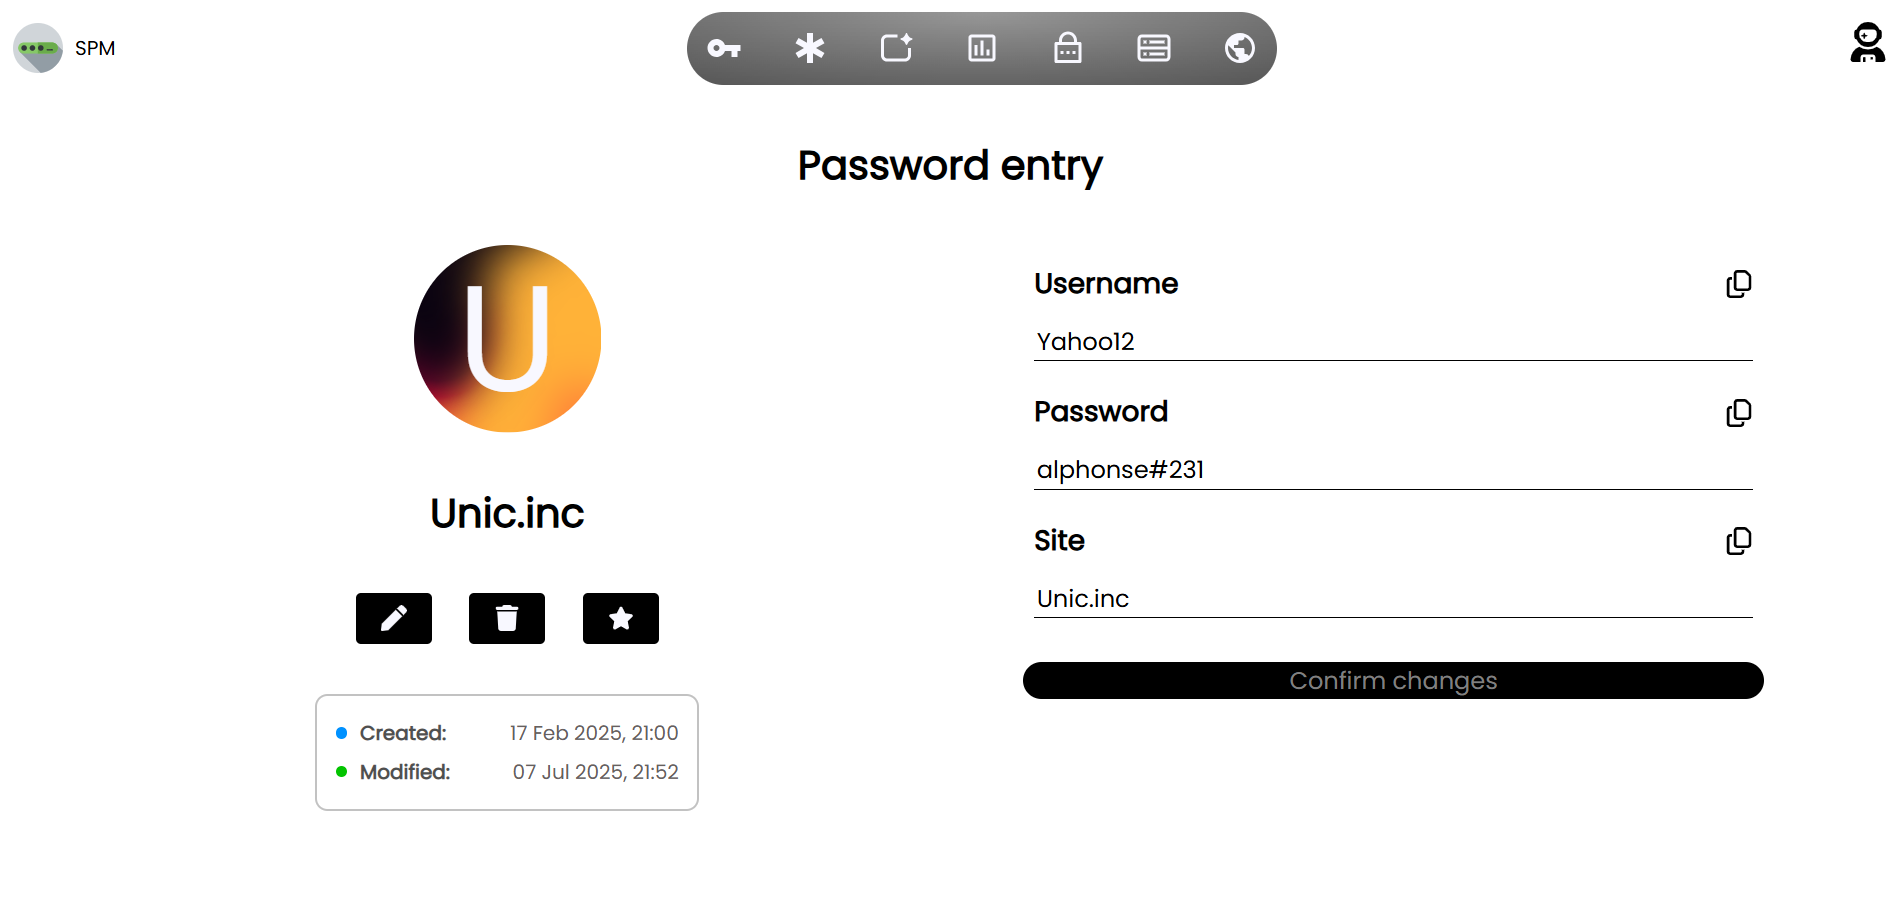 SPM
Password entry
U
Unic.inc
Created: 17 Feb 2025, 21:00
Modified: 07 Jul 2025, 21:52
Username
Yahoo12
Password
alphonse#231
Site
Unic.inc
Confirm changes